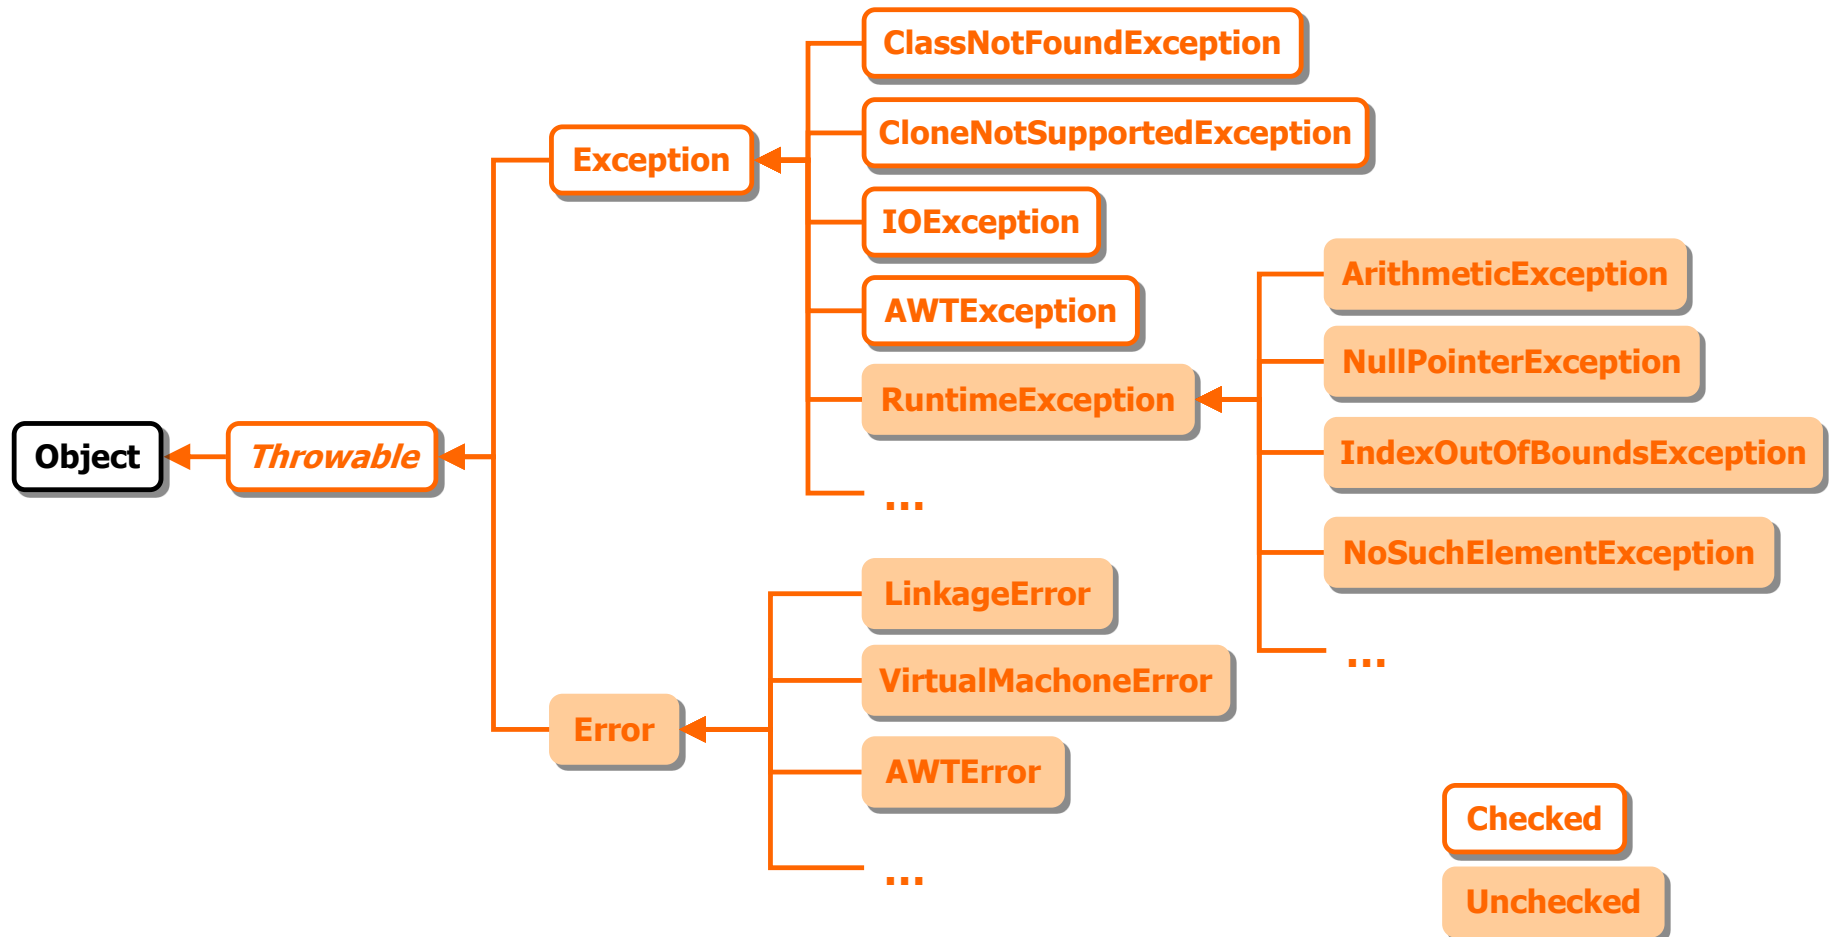 ClassNotFoundException
CloneNotSupportedException
Exception
IOException
AWTException
RuntimeException
...
ArithmeticException
NullPointerException
IndexOutOfBoundsException
NoSuchElementException
...
Object
Throwable
LinkageError
VirtualMachoneError
Error
AWTError
...
Checked
Unchecked